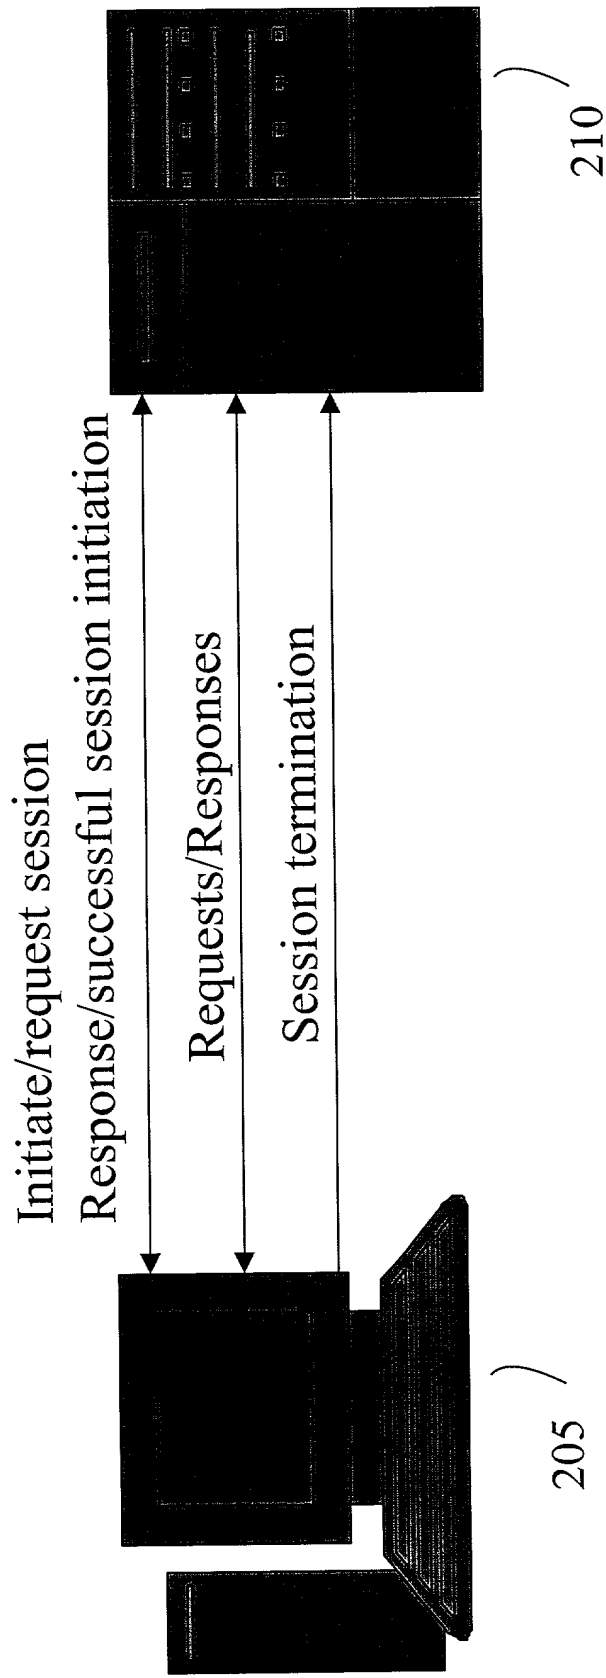 Initiate/request session
Response/successful session initiation
Requests/Responses
Session termination
205
210